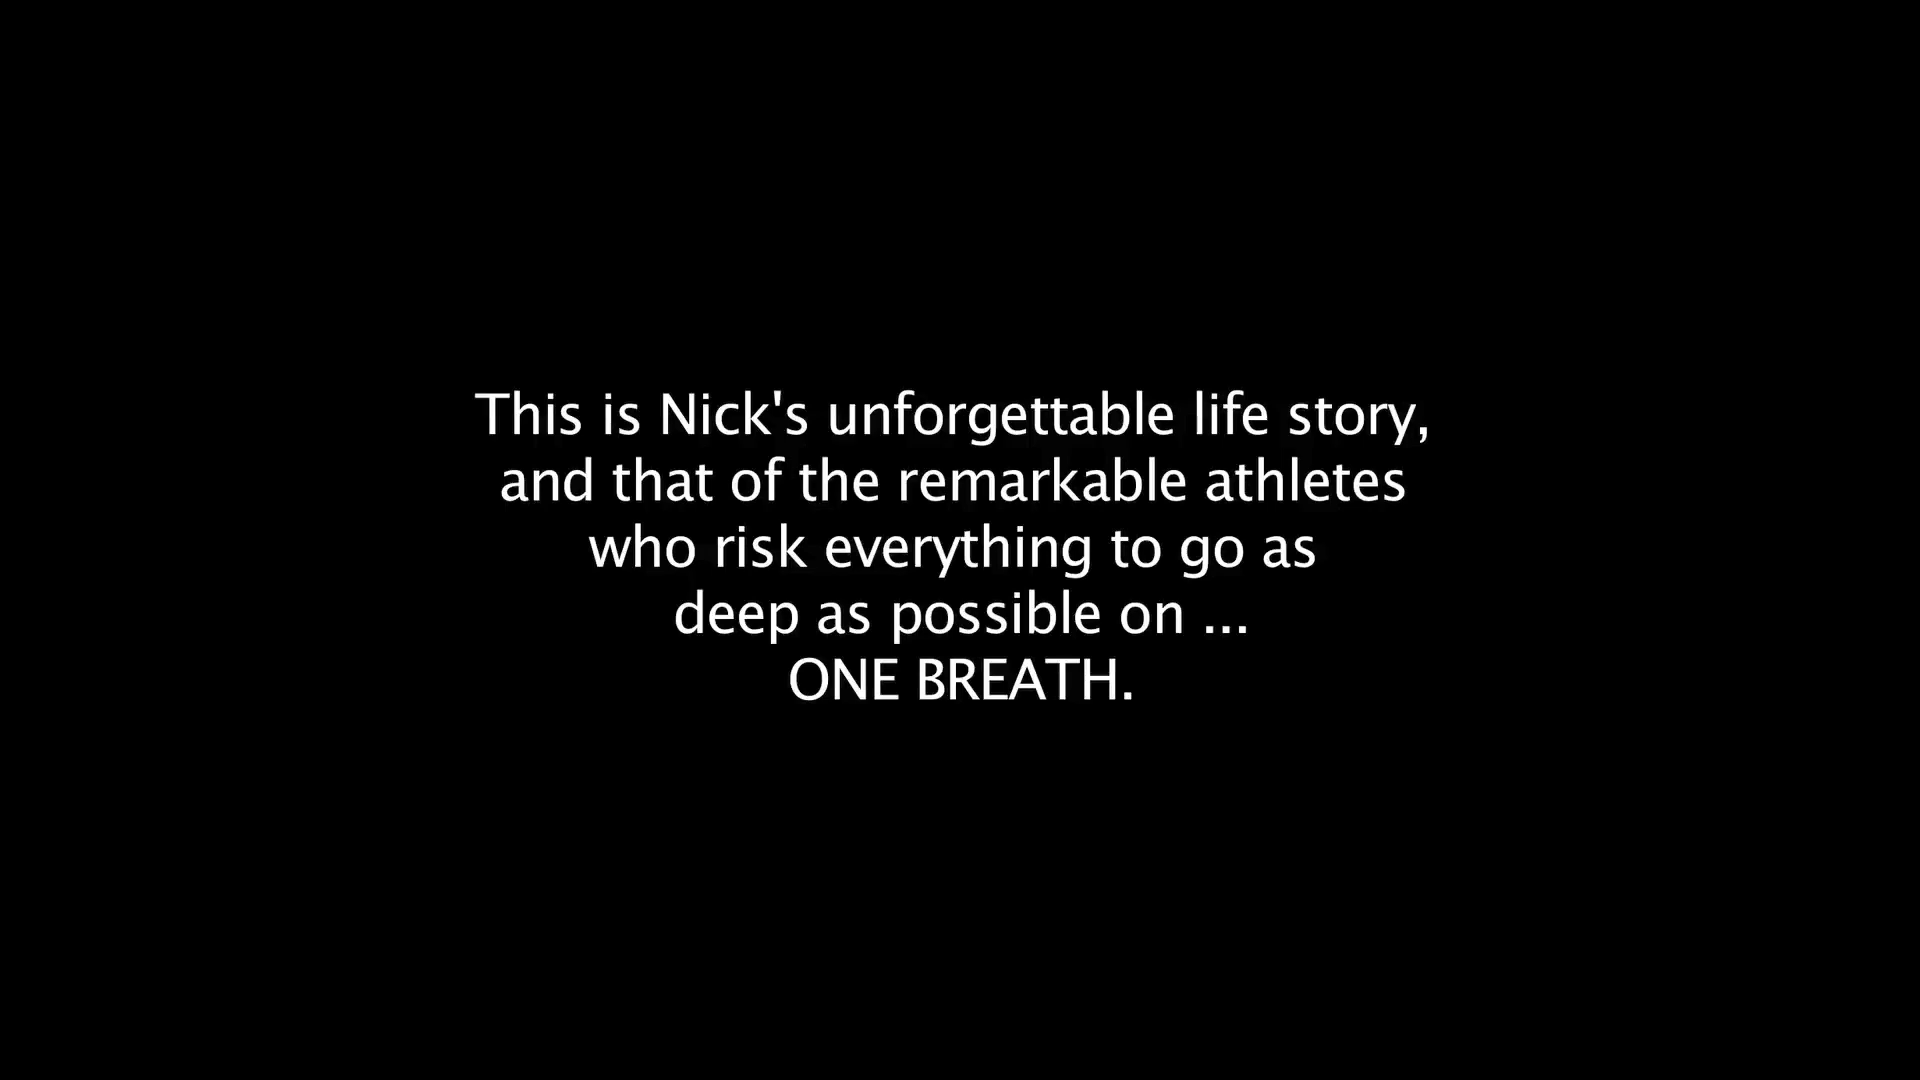 This is Nick's unforgettable life story,
and that of the remarkable athletes
who risk everything to go as
deep as possible on ...
ONE BREATH.